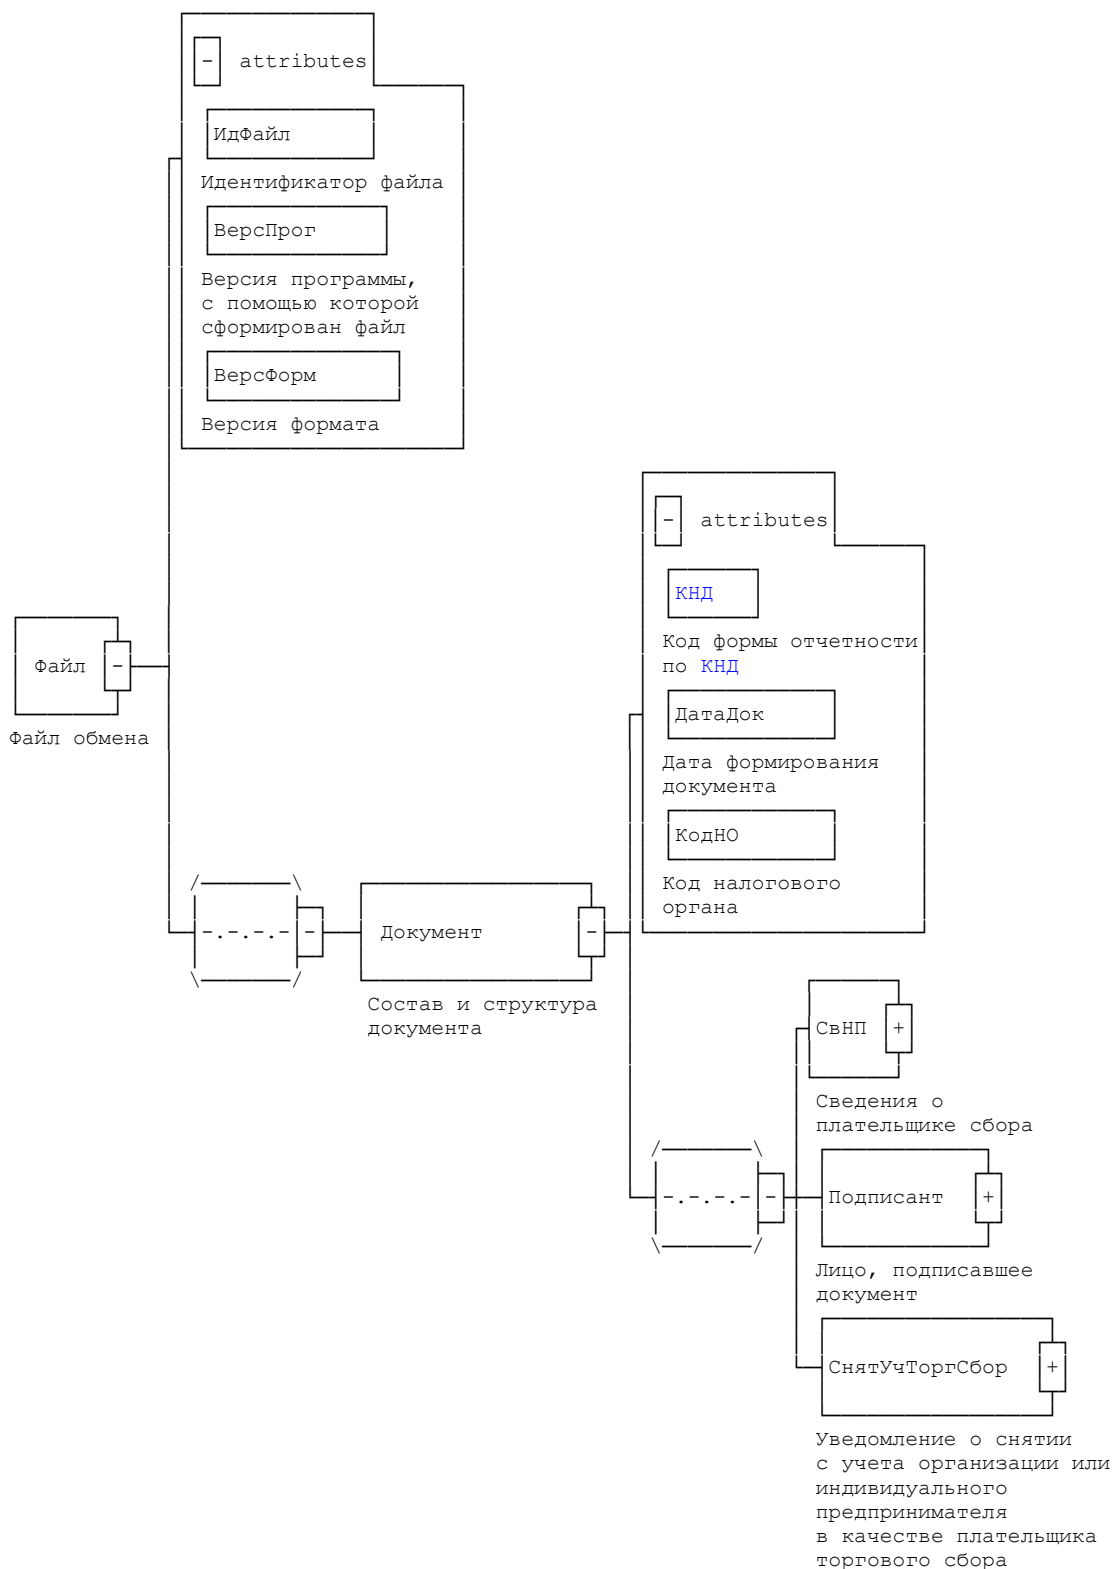 - attributes
ИдФайл
Идентификатор файла
ВерсПрог
Версия программы,
с помощью которой
сформирован файл
ВерсФорм
Версия формата
- attributes
КНД
Код формы отчетности
по КНД
Файл -
Файл обмена
ДатаДок
Дата формирования
документа
КодНО
Код налогового
органа
-.-.-.- -
Документ -
Состав и структура
документа
СвНП +
Сведения о
плательщике сбора
-.-.-.- -
Подписант +
Лицо, подписавшее
документ
СнятУчТоргСбор +
Уведомление о снятии
с учета организации или
индивидуального
предпринимателя
в качестве плательщика
торгового сбора